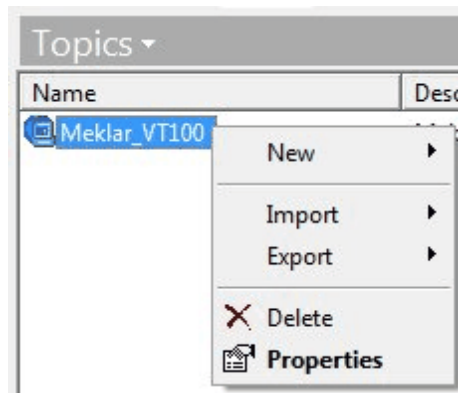 Topics
Name Desc
Meklar_VT100
New
Import
Export
Delete
Properties